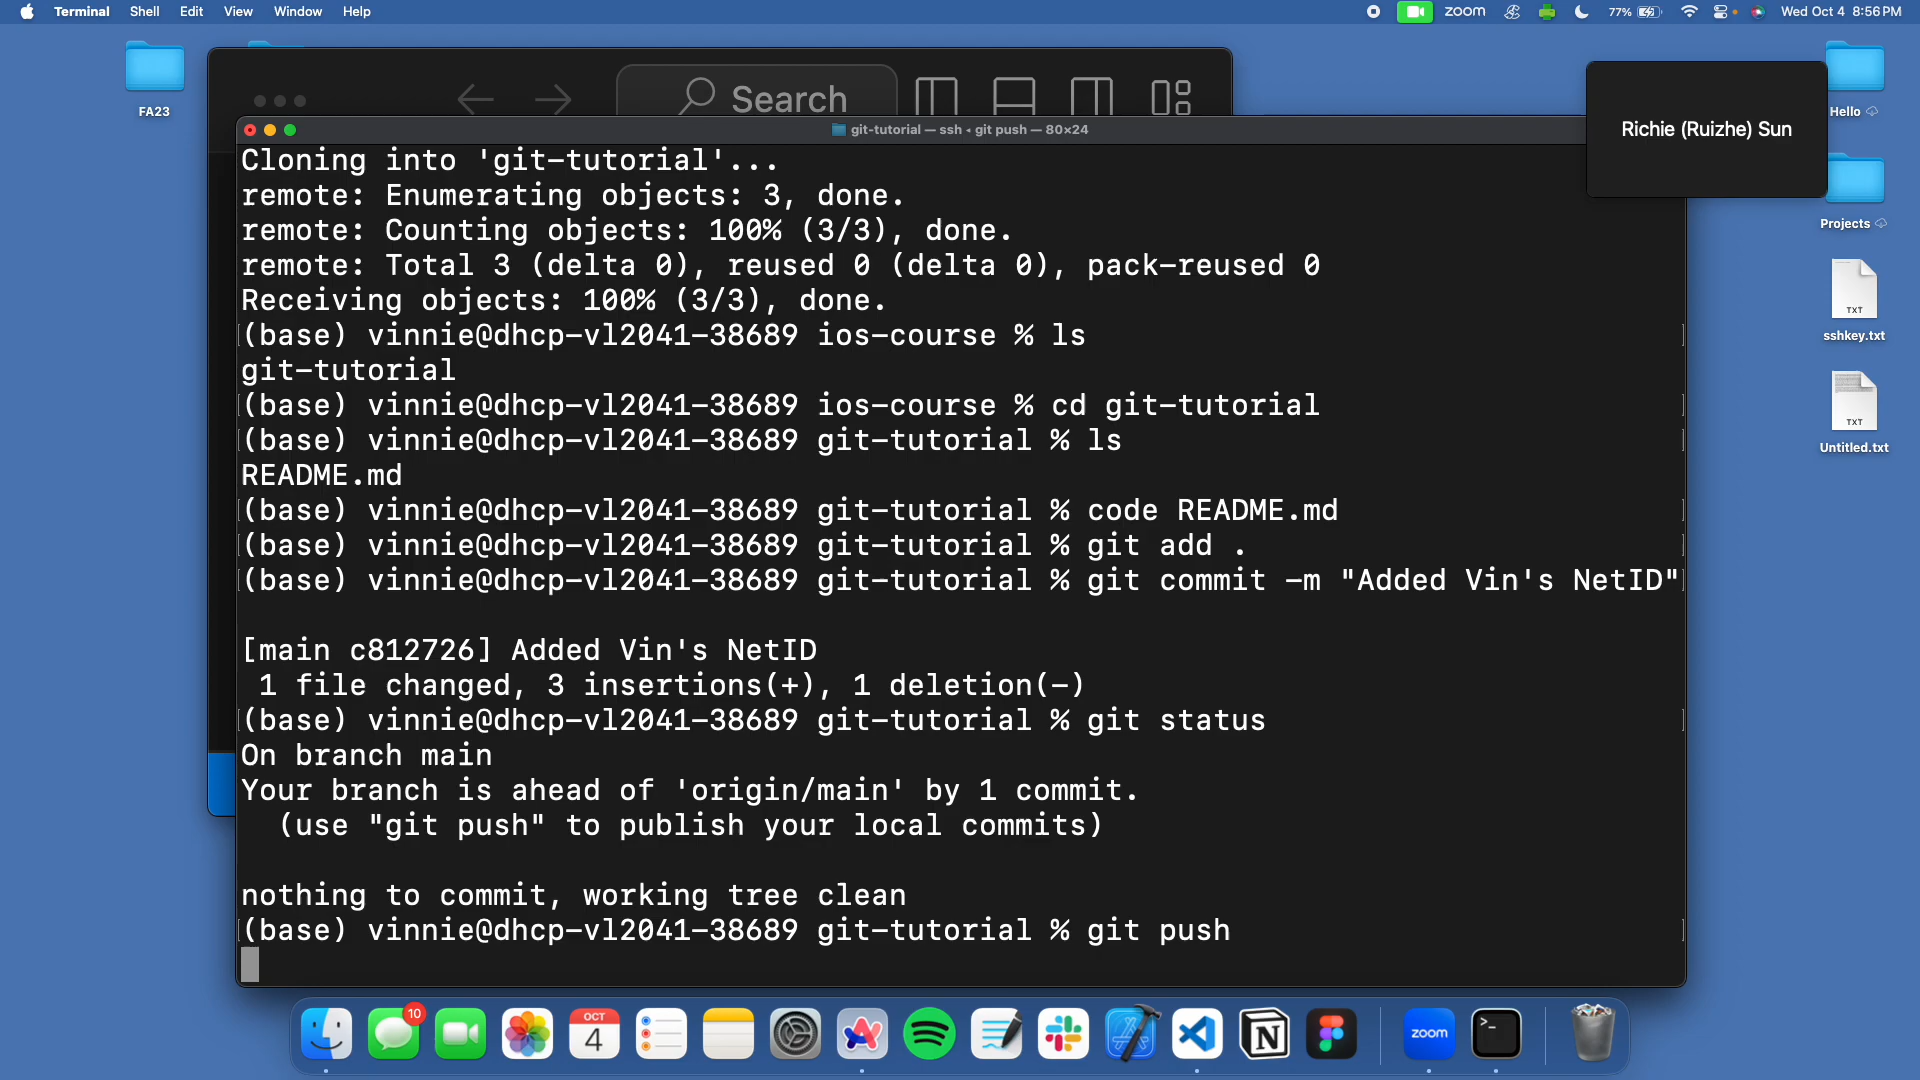 Terminal Shell Edit View Window Help
zoom 77% Wed Oct 4 8:56 PM
FA23
Search
Hello
Richie (Ruizhe) Sun
Projects
TXT
sshkey.txt
TXT
Untitled.txt
git-tutorial — ssh ◂ git push — 80×24
Cloning into 'git-tutorial'...
remote: Enumerating objects: 3, done.
remote: Counting objects: 100% (3/3), done.
remote: Total 3 (delta 0), reused 0 (delta 0), pack-reused 0
Receiving objects: 100% (3/3), done.
(base) vinnie@dhcp-vl2041-38689 ios-course % ls
git-tutorial
(base) vinnie@dhcp-vl2041-38689 ios-course % cd git-tutorial
(base) vinnie@dhcp-vl2041-38689 git-tutorial % ls
README.md
(base) vinnie@dhcp-vl2041-38689 git-tutorial % code README.md
(base) vinnie@dhcp-vl2041-38689 git-tutorial % git add .
(base) vinnie@dhcp-vl2041-38689 git-tutorial % git commit -m "Added Vin's NetID"
[main c812726] Added Vin's NetID
1 file changed, 3 insertions(+), 1 deletion(-)
(base) vinnie@dhcp-vl2041-38689 git-tutorial % git status
On branch main
Your branch is ahead of 'origin/main' by 1 commit.
(use "git push" to publish your local commits)
nothing to commit, working tree clean
(base) vinnie@dhcp-vl2041-38689 git-tutorial % git push
10
OCT
4
zoom